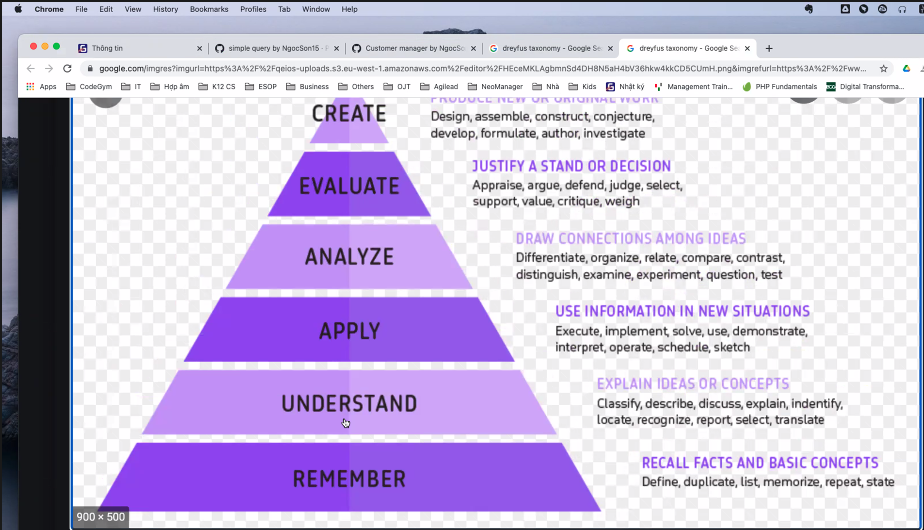 Chrome File Edit View History Bookmarks Profiles Tab Window Help
Thông tin
simple query by NgocSon15 · P
Customer manager by NgocSo
dreyfus taxonomy - Google Se
dreyfus taxonomy - Google Se
google.com/imgres?imgurl=https%3A%2F%2Fqeios-uploads.s3.eu-west-1.amazonaws.com%2Feditor%2FHEceMKLAgbmnSd4DH8N5aH4bV36hkw4kkCD5CUmH.png&imgrefurl=https%3A%2F%2Fww...
Apps CodeGym IT Hợp âm K12 CS ESOP Business Others OJT Agilead NeoManager Nhà Kids Nhật ký Management Train... PHP Fundamentals Digital Transforma...
CREATE
PRODUCE NEW OR ORIGINAL WORK
Design, assemble, construct, conjecture,
develop, formulate, author, investigate
EVALUATE
JUSTIFY A STAND OR DECISION
Appraise, argue, defend, judge, select,
support, value, critique, weigh
ANALYZE
DRAW CONNECTIONS AMONG IDEAS
Differentiate, organize, relate, compare, contrast,
distinguish, examine, experiment, question, test
APPLY
USE INFORMATION IN NEW SITUATIONS
Execute, implement, solve, use, demonstrate,
interpret, operate, schedule, sketch
UNDERSTAND
EXPLAIN IDEAS OR CONCEPTS
Classify, describe, discuss, explain, indentify,
locate, recognize, report, select, translate
REMEMBER
RECALL FACTS AND BASIC CONCEPTS
Define, duplicate, list, memorize, repeat, state
900 × 500